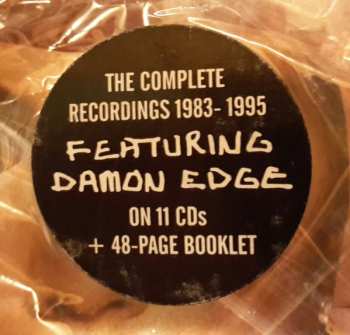 THE COMPLETE
RECORDINGS 1983-1995
FEATURING
DAMON EDGE
ON 11 CDs
+ 48-PAGE BOOKLET